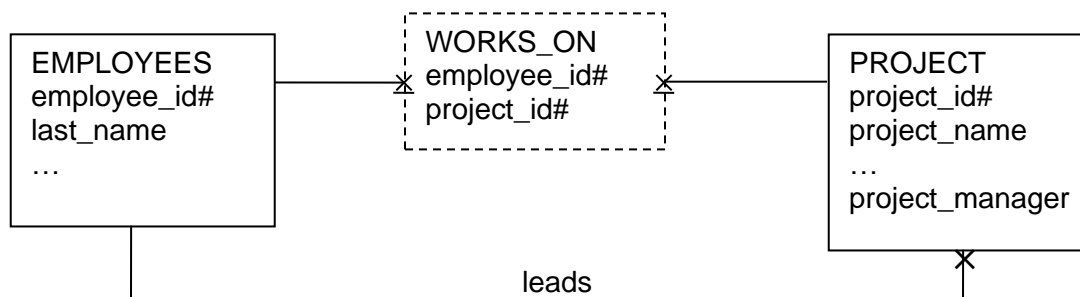 EMPLOYEES
employee_id#
last_name
…
WORKS_ON
employee_id#
project_id#
PROJECT
project_id#
project_name
…
project_manager
leads